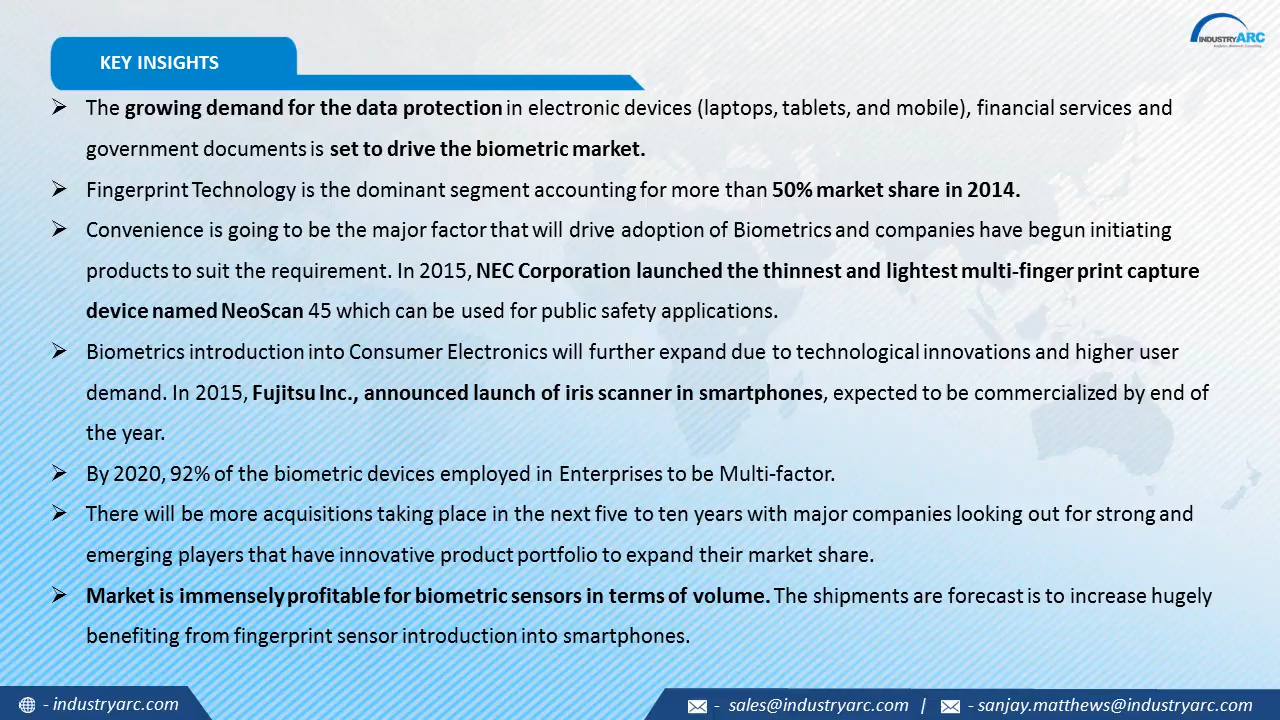 INDUSTRYARC
KEY INSIGHTS
➢ The growing demand for the data protection in electronic devices (laptops, tablets, and mobile), financial services and
government documents is set to drive the biometric market.
➢ Fingerprint Technology is the dominant segment accounting for more than 50% market share in 2014.
➢ Convenience is going to be the major factor that will drive adoption of Biometrics and companies have begun initiating
products to suit the requirement. In 2015, NEC Corporation launched the thinnest and lightest multi-finger print capture
device named NeoScan 45 which can be used for public safety applications.
➢ Biometrics introduction into Consumer Electronics will further expand due to technological innovations and higher user
demand. In 2015, Fujitsu Inc., announced launch of iris scanner in smartphones, expected to be commercialized by end of
the year.
➢ By 2020, 92% of the biometric devices employed in Enterprises to be Multi-factor.
➢ There will be more acquisitions taking place in the next five to ten years with major companies looking out for strong and
emerging players that have innovative product portfolio to expand their market share.
➢ Market is immensely profitable for biometric sensors in terms of volume. The shipments are forecast is to increase hugely
benefiting from fingerprint sensor introduction into smartphones.
- industryarc.com
- sales@industryarc.com | - sanjay.matthews@industryarc.com